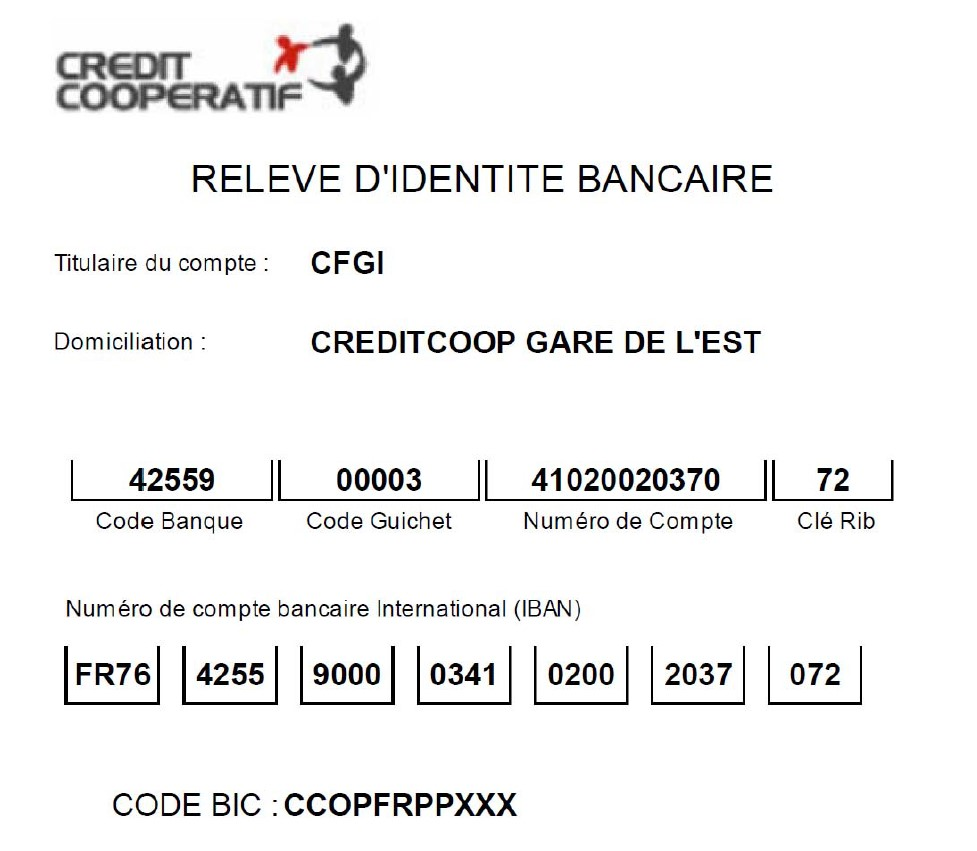 CREDIT
COOPERATIF
RELEVE D'IDENTITE BANCAIRE
Titulaire du compte : CFGI
Domiciliation : CREDITCOOP GARE DE L'EST
42559 00003 41020020370 72
Code Banque Code Guichet Numéro de Compte Clé Rib
Numéro de compte bancaire International (IBAN)
FR76 4255 9000 0341 0200 2037 072
CODE BIC : CCOPFRPPXXX